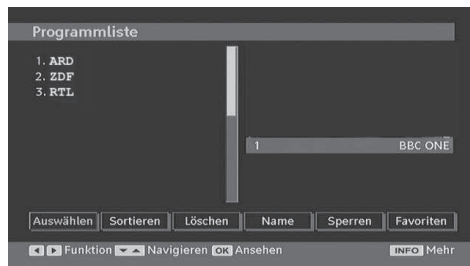 Programmliste
1. ARD
2. ZDF
3. RTL
1 BBC ONE
Auswählen Sortieren Löschen Name Sperren Favoriten
Funktion Navigieren OK Ansehen INFO Mehr